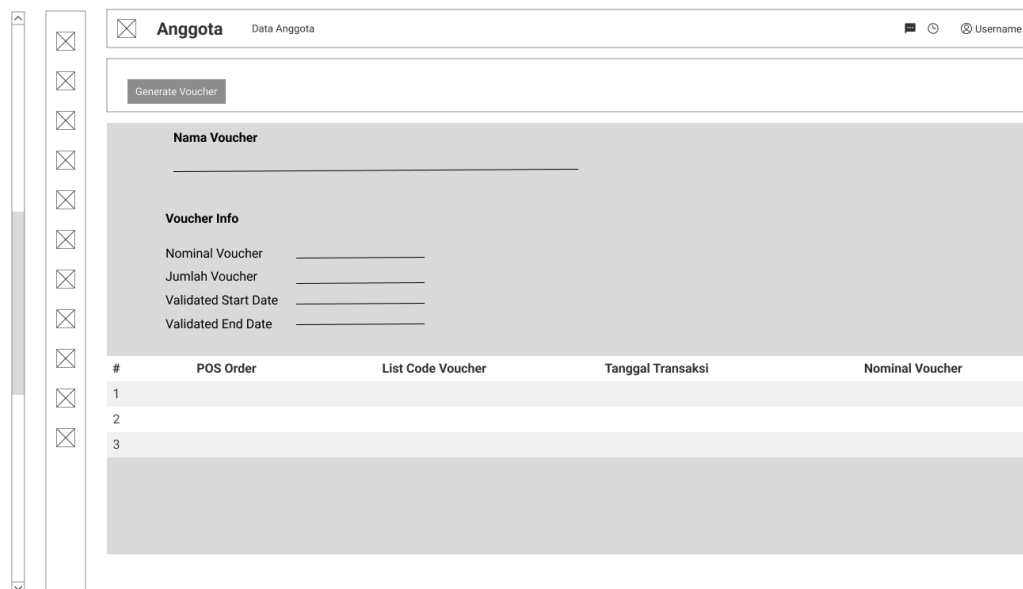 Anggota Data Anggota Username
Generate Voucher
Nama Voucher
Voucher Info
Nominal Voucher
Jumlah Voucher
Validated Start Date
Validated End Date
# POS Order List Code Voucher Tanggal Transaksi Nominal Voucher
1
2
3